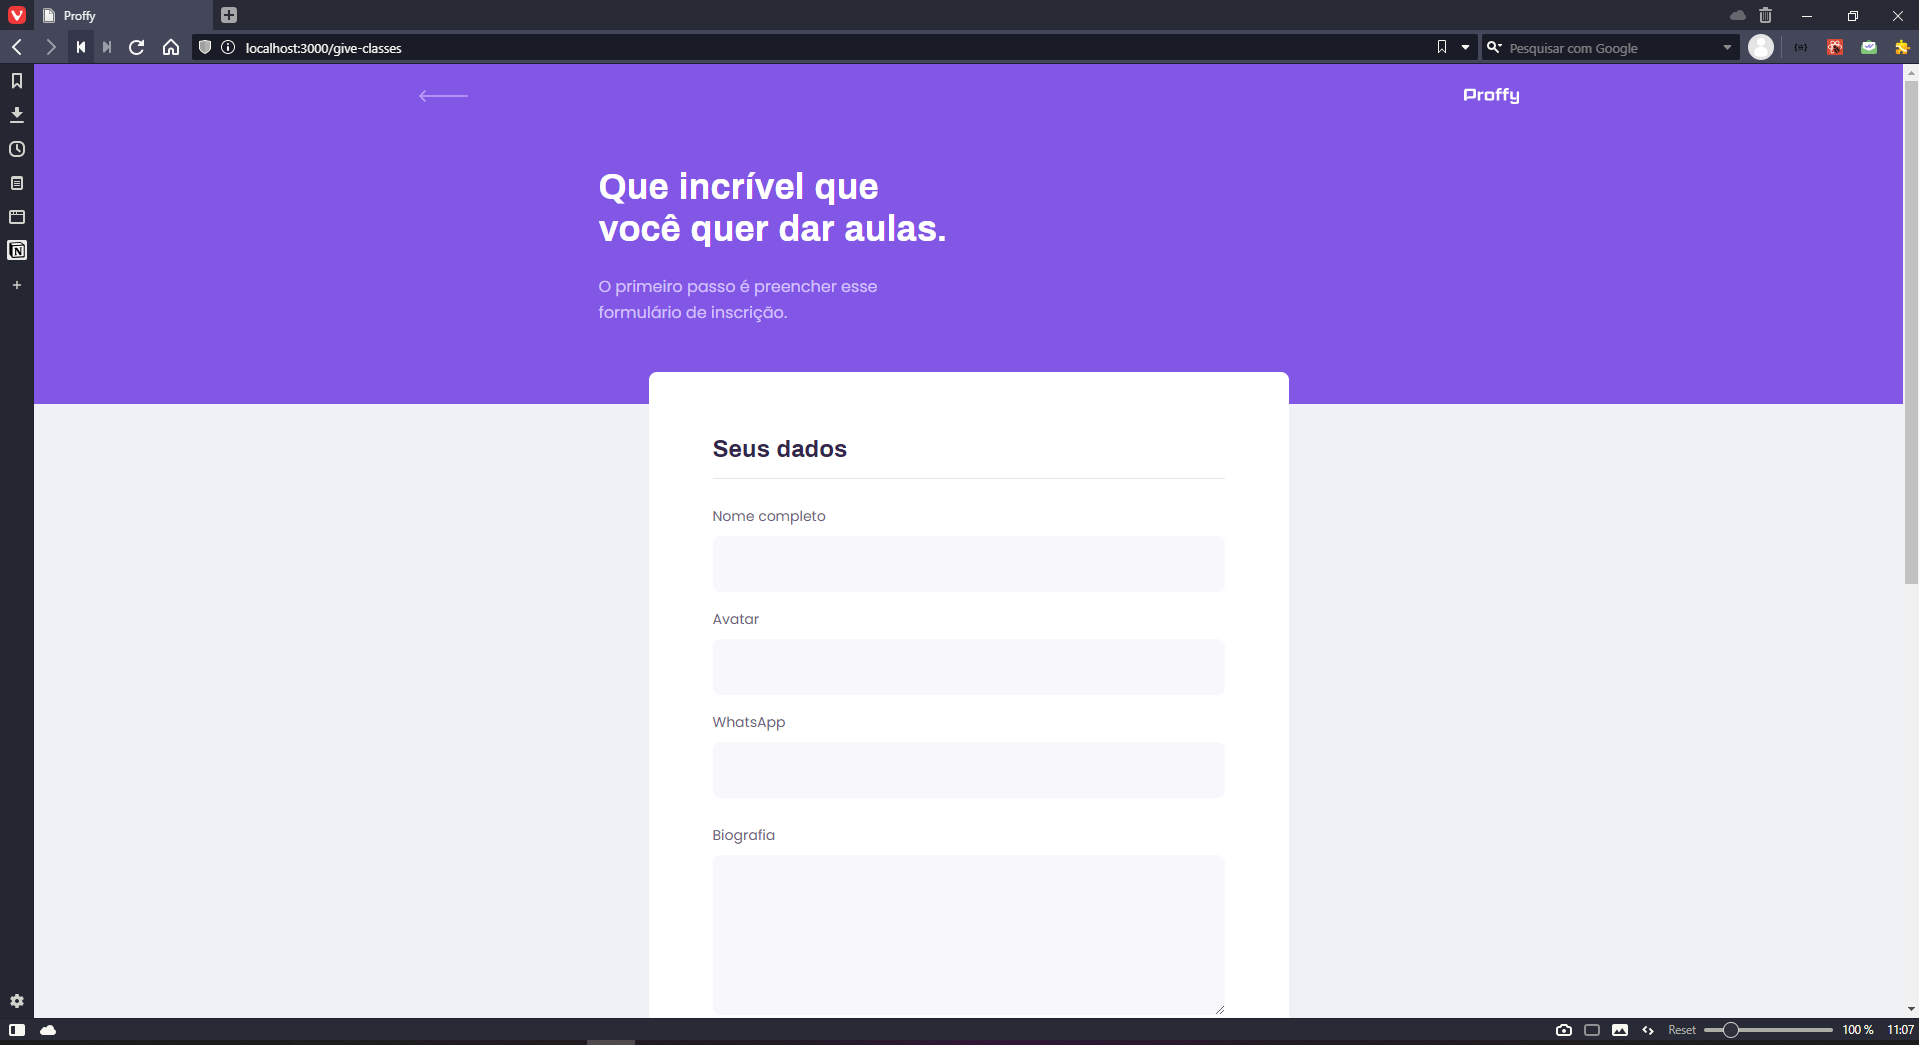 Proffy
localhost:3000/give-classes
Pesquisar com Google
Proffy
Que incrível que
você quer dar aulas.
O primeiro passo é preencher esse
formulário de inscrição.
Seus dados
Nome completo
Avatar
WhatsApp
Biografia
Reset
100 %
11:07